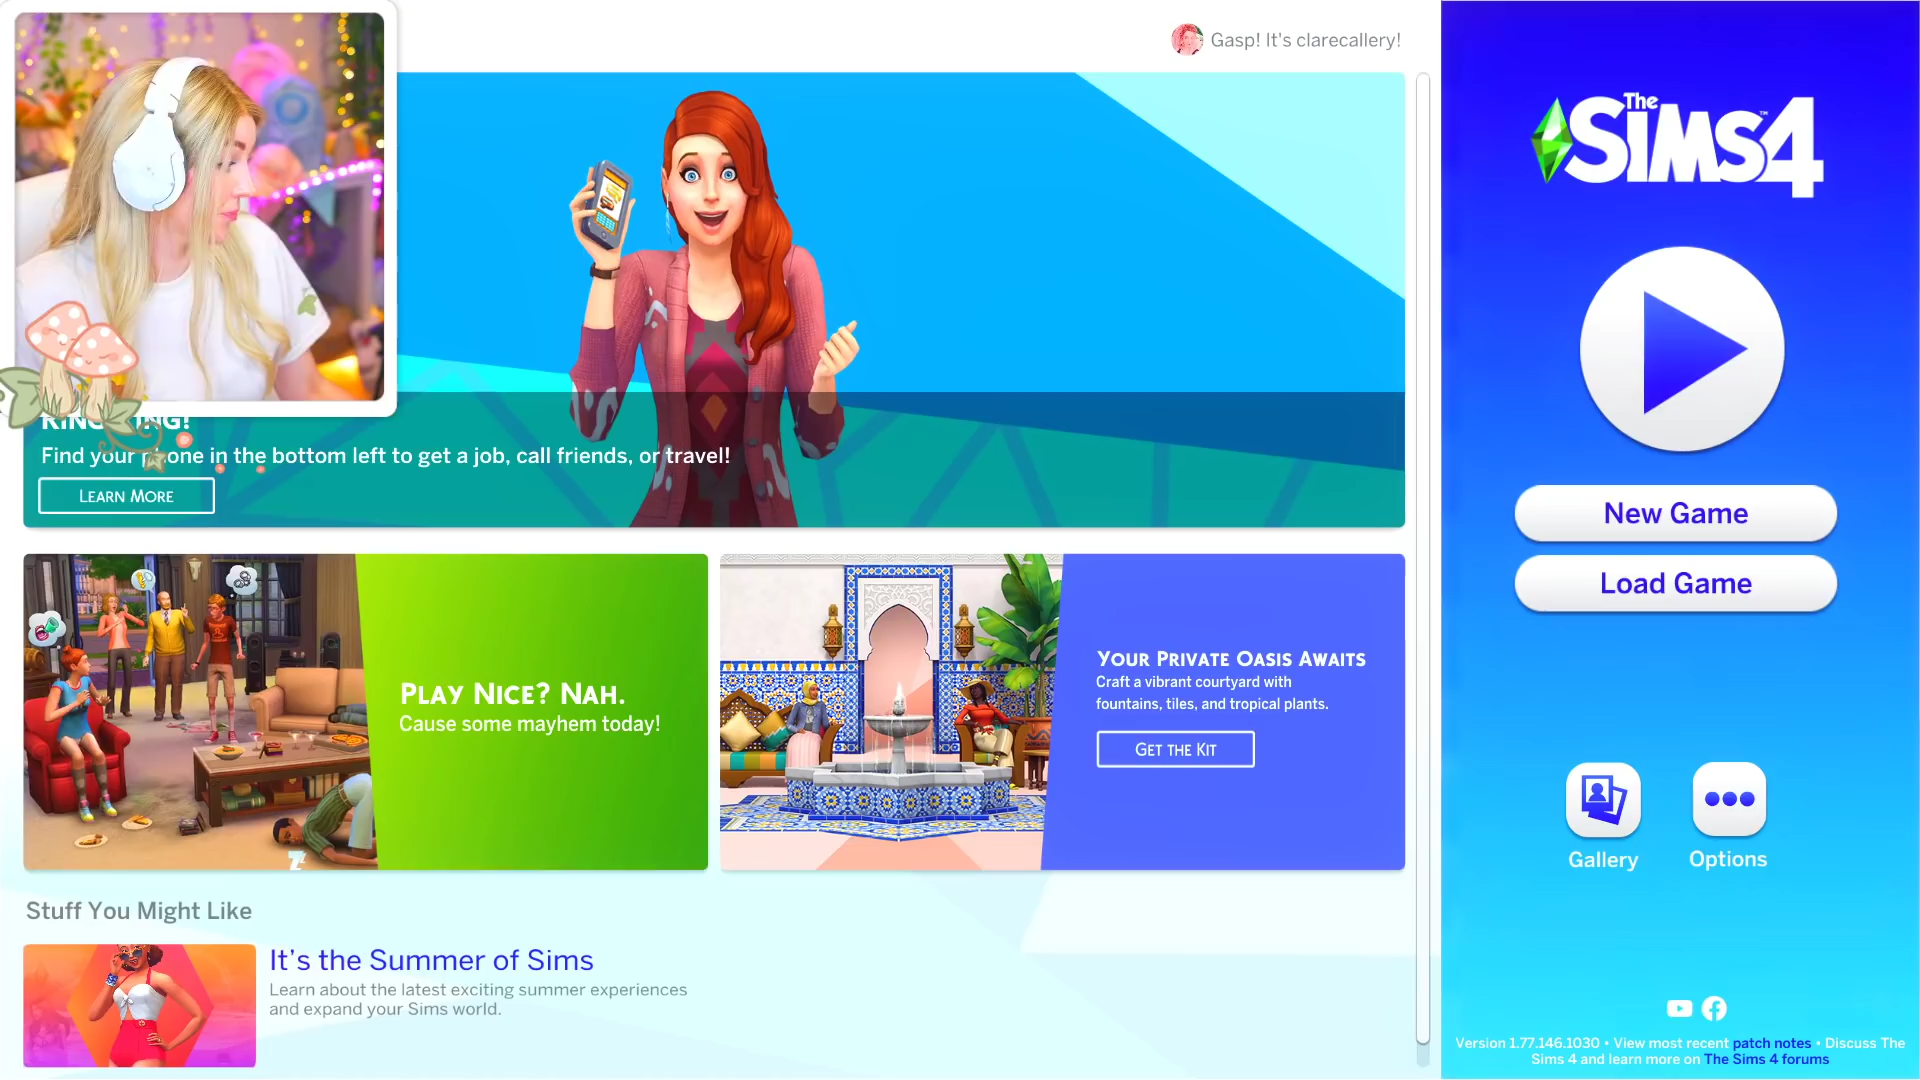 Gasp! It's clarecallery!
Find your phone in the bottom left to get a job, call friends, or travel!
Learn More
Play Nice? Nah.
Cause some mayhem today!
Your Private Oasis Awaits
Craft a vibrant courtyard with
fountains, tiles, and tropical plants.
Get the Kit
Stuff You Might Like
It's the Summer of Sims
Learn about the latest exciting summer experiences
and expand your Sims world.
The Sims 4
New Game
Load Game
Gallery
Options
Version 1.77.146.1030 • View most recent patch notes • Discuss The
Sims 4 and learn more on The Sims 4 forums